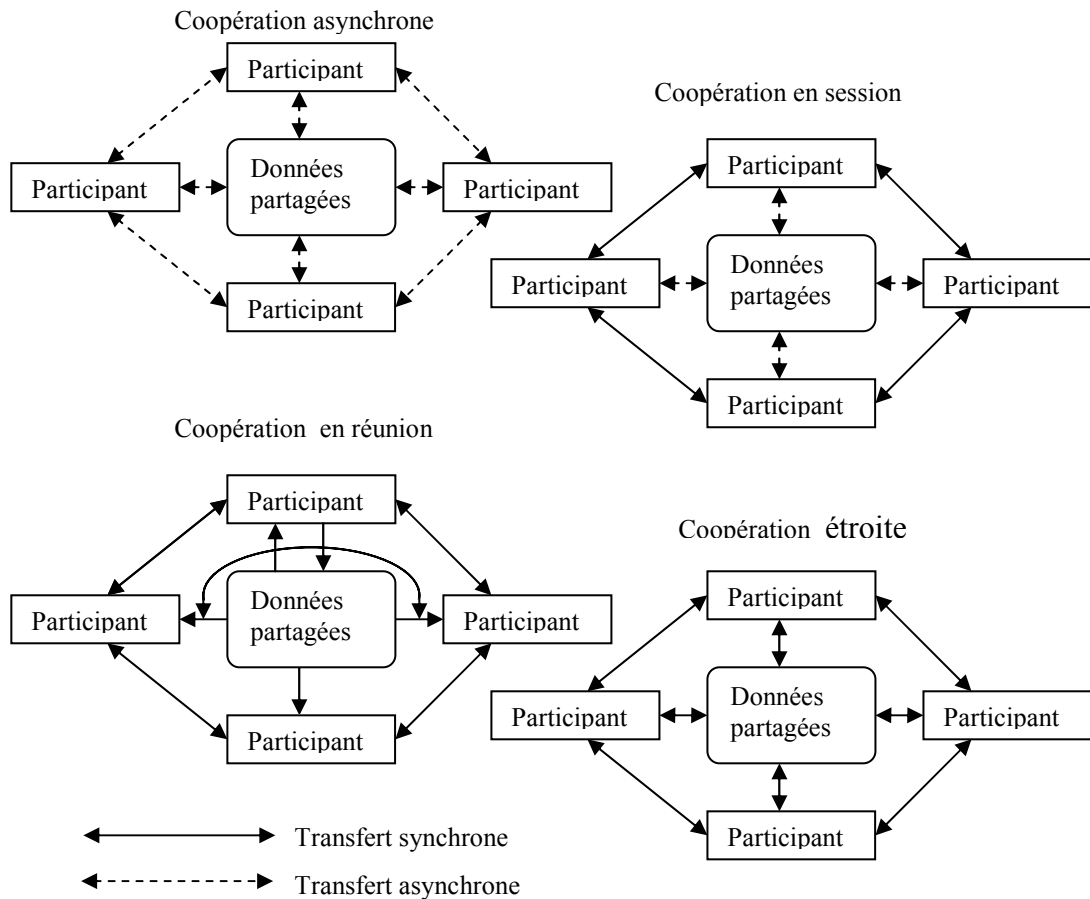 Coopération asynchrone
Participant
Participant
Données
partagées
Participant
Participant
Coopération en session
Participant
Participant
Données
partagées
Participant
Participant
Coopération en réunion
Participant
Participant
Données
partagées
Participant
Participant
Coopération étroite
Participant
Participant
Données
partagées
Participant
Participant
Transfert synchrone
Transfert asynchrone